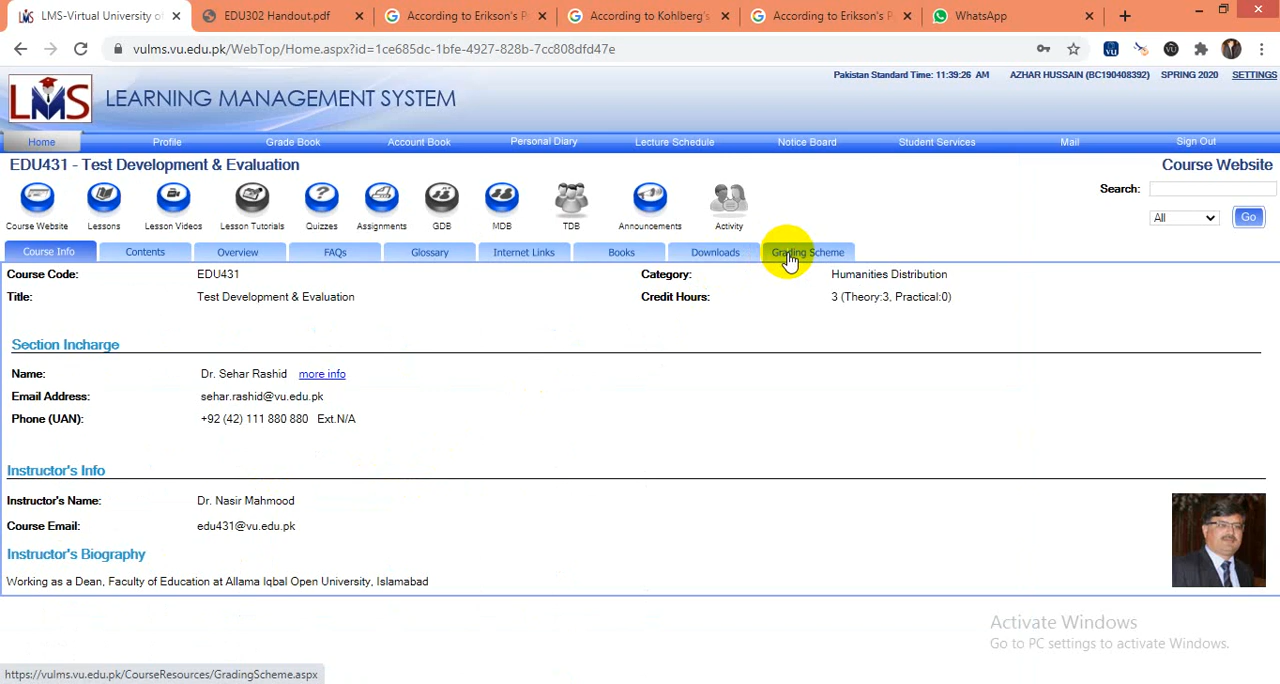 LMS-Virtual University of
EDU302 Handout.pdf
According to Erikson's P
According to Kohlberg's
According to Erikson's P
WhatsApp
vulms.vu.edu.pk/WebTop/Home.aspx?id=1ce685dc-1bfe-4927-828b-7cc808dfd47e
Pakistan Standard Time: 11:39:26 AM AZHAR HUSSAIN (BC190408392) SPRING 2020 SETTINGS
LMS LEARNING MANAGEMENT SYSTEM
Home Profile Grade Book Account Book Personal Diary Lecture Schedule Notice Board Student Services Mail Sign Out
EDU431 - Test Development & Evaluation Course Website
Search:
Course Website Lessons Lesson Videos Lesson Tutorials Quizzes Assignments GDB MDB TDB Announcements Activity
All Go
Course Info Contents Overview FAQs Glossary Internet Links Books Downloads Grading Scheme
Course Code: EDU431 Category: Humanities Distribution
Title: Test Development & Evaluation Credit Hours: 3 (Theory:3, Practical:0)
Section Incharge
Name: Dr. Sehar Rashid more info
Email Address: sehar.rashid@vu.edu.pk
Phone (UAN): +92 (42) 111 880 880 Ext.N/A
Instructor's Info
Instructor's Name: Dr. Nasir Mahmood
Course Email: edu431@vu.edu.pk
Instructor's Biography
Working as a Dean, Faculty of Education at Allama Iqbal Open University, Islamabad
Activate Windows
Go to PC settings to activate Windows.
https://vulms.vu.edu.pk/CourseResources/GradingScheme.aspx